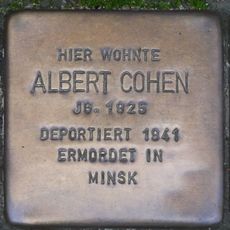 HIER WOHNTE
ALBERT COHEN
JG. 1925
DEPORTIERT 1941
ERMORDET IN
MINSK